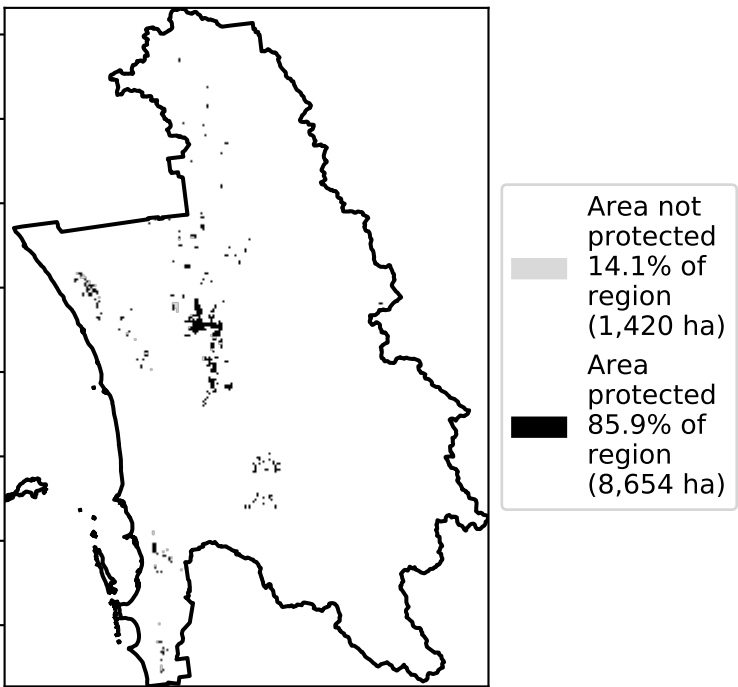 Area not
protected
14.1% of
region
(1,420 ha)
Area
protected
85.9% of
region
(8,654 ha)